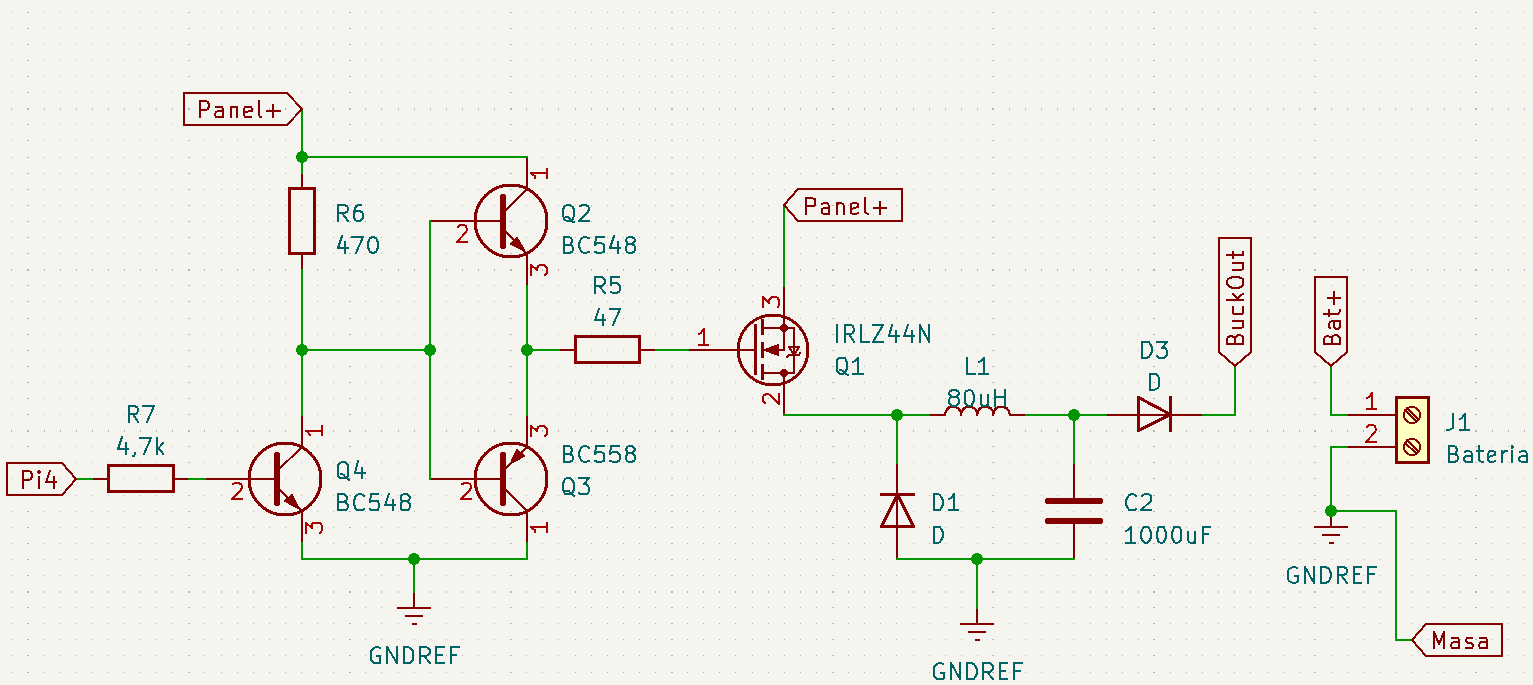 Panel+
R6
470
1
2
3
Q2
BC548
R5
47
Panel+
3
1
2
IRLZ44N
Q1
L1
80uH
D3
D
BuckOut
Bat+
1
2
J1
Bateria
R7
4,7k
Pi4
1
2
3
Q4
BC548
3
2
1
BC558
Q3
D1
D
C2
1000uF
GNDREF
GNDREF
GNDREF
Masa